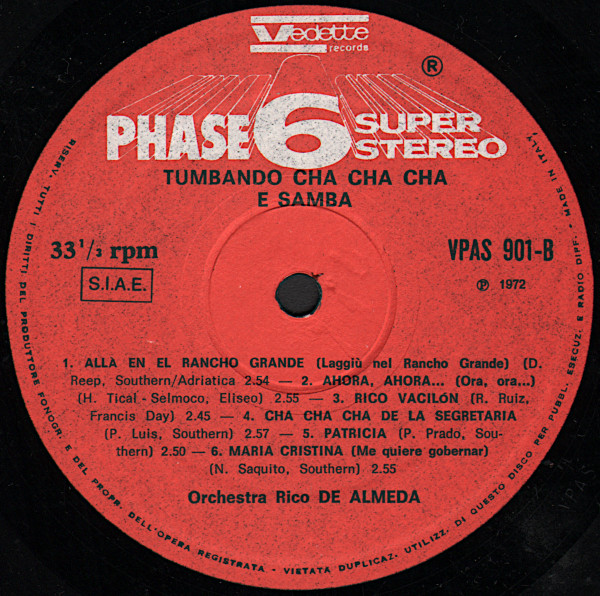 Vedette
records
®
PHASE 6 SUPER
STEREO
TUMBANDO CHA CHA CHA
E SAMBA
33 1/3 rpm
VPAS 901-B
S.I.A.E.
Ⓟ 1972
1. ALLA EN EL RANCHO GRANDE (Laggiù nel Rancho Grande) (D.
Reep, Southern/Adriatica 2.54 — 2. AHORA, AHORA... (Ora, ora...)
(H. Tical - Selmoco, Eliseo) 2.55 — 3. RICO VACILÓN (R. Ruiz,
Francis Day) 2.45 — 4. CHA CHA CHA DE LA SEGRETARIA
(P. Luis, Southern) 2.57 — 5. PATRICIA (P. Prado, Sou-
thern) 2.50 — 6. MARIA CRISTINA (Me quiere gobernar)
(N. Saquito, Southern) 2.55
Orchestra Rico DE ALMEDA
RISERV. TUTTI I DIRITTI DEL PRODUTTORE FONOGR. E DEL PROPR. DELL'OPERA REGISTRATA - VIETATA DUPLICAZ. UTILIZZ. DI QUESTO DISCO PER PUBBL. ESECUZ. E RADIO DIFF. - MADE IN ITALY
VPAS